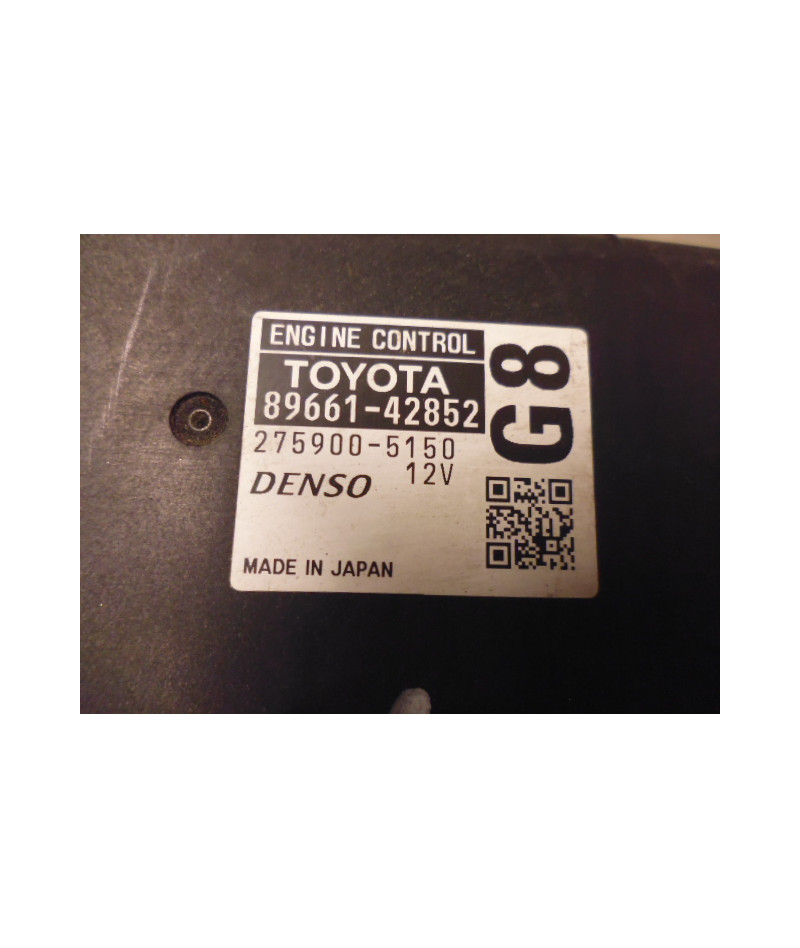 ENGINE CONTROL
TOYOTA
89661-42852
275900-5150
12V
DENSO
MADE IN JAPAN
G8